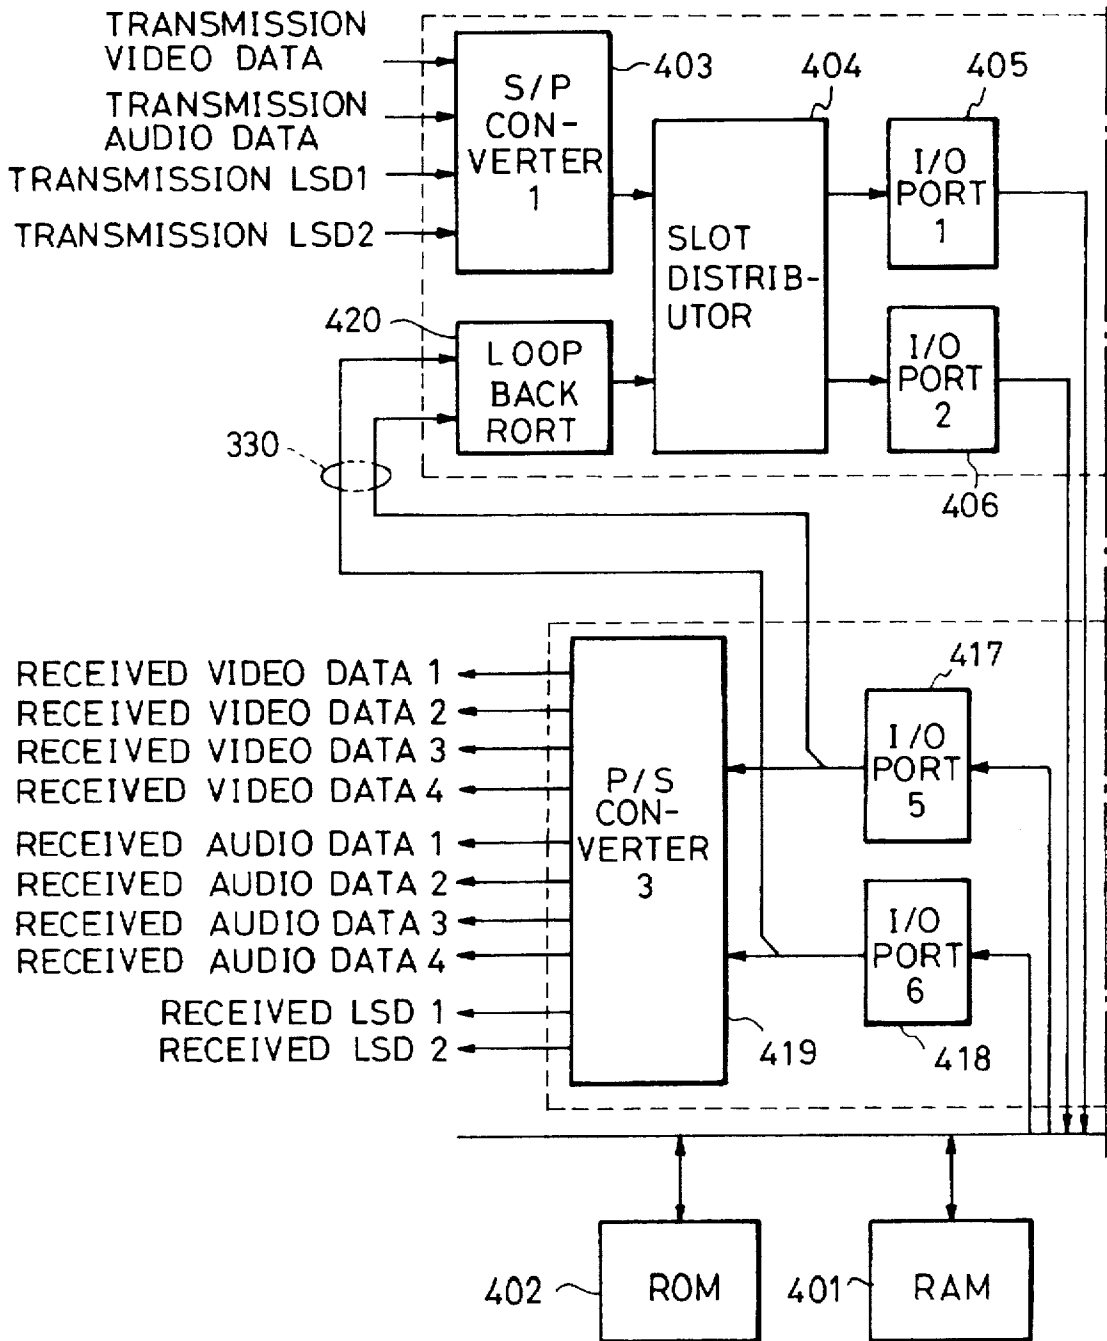 TRANSMISSION
VIDEO DATA
TRANSMISSION
AUDIO DATA
TRANSMISSION LSD1
TRANSMISSION LSD2
S/P
CON-
VERTER
1
403
404
405
SLOT
DISTRIB-
UTOR
I/O
PORT
1
420
LOOP
BACK
RORT
I/O
PORT
2
406
330
RECEIVED VIDEO DATA 1
RECEIVED VIDEO DATA 2
RECEIVED VIDEO DATA 3
RECEIVED VIDEO DATA 4
RECEIVED AUDIO DATA 1
RECEIVED AUDIO DATA 2
RECEIVED AUDIO DATA 3
RECEIVED AUDIO DATA 4
RECEIVED LSD 1
RECEIVED LSD 2
P/S
CON-
VERTER
3
419
417
I/O
PORT
5
I/O
PORT
6
418
402
ROM
401
RAM